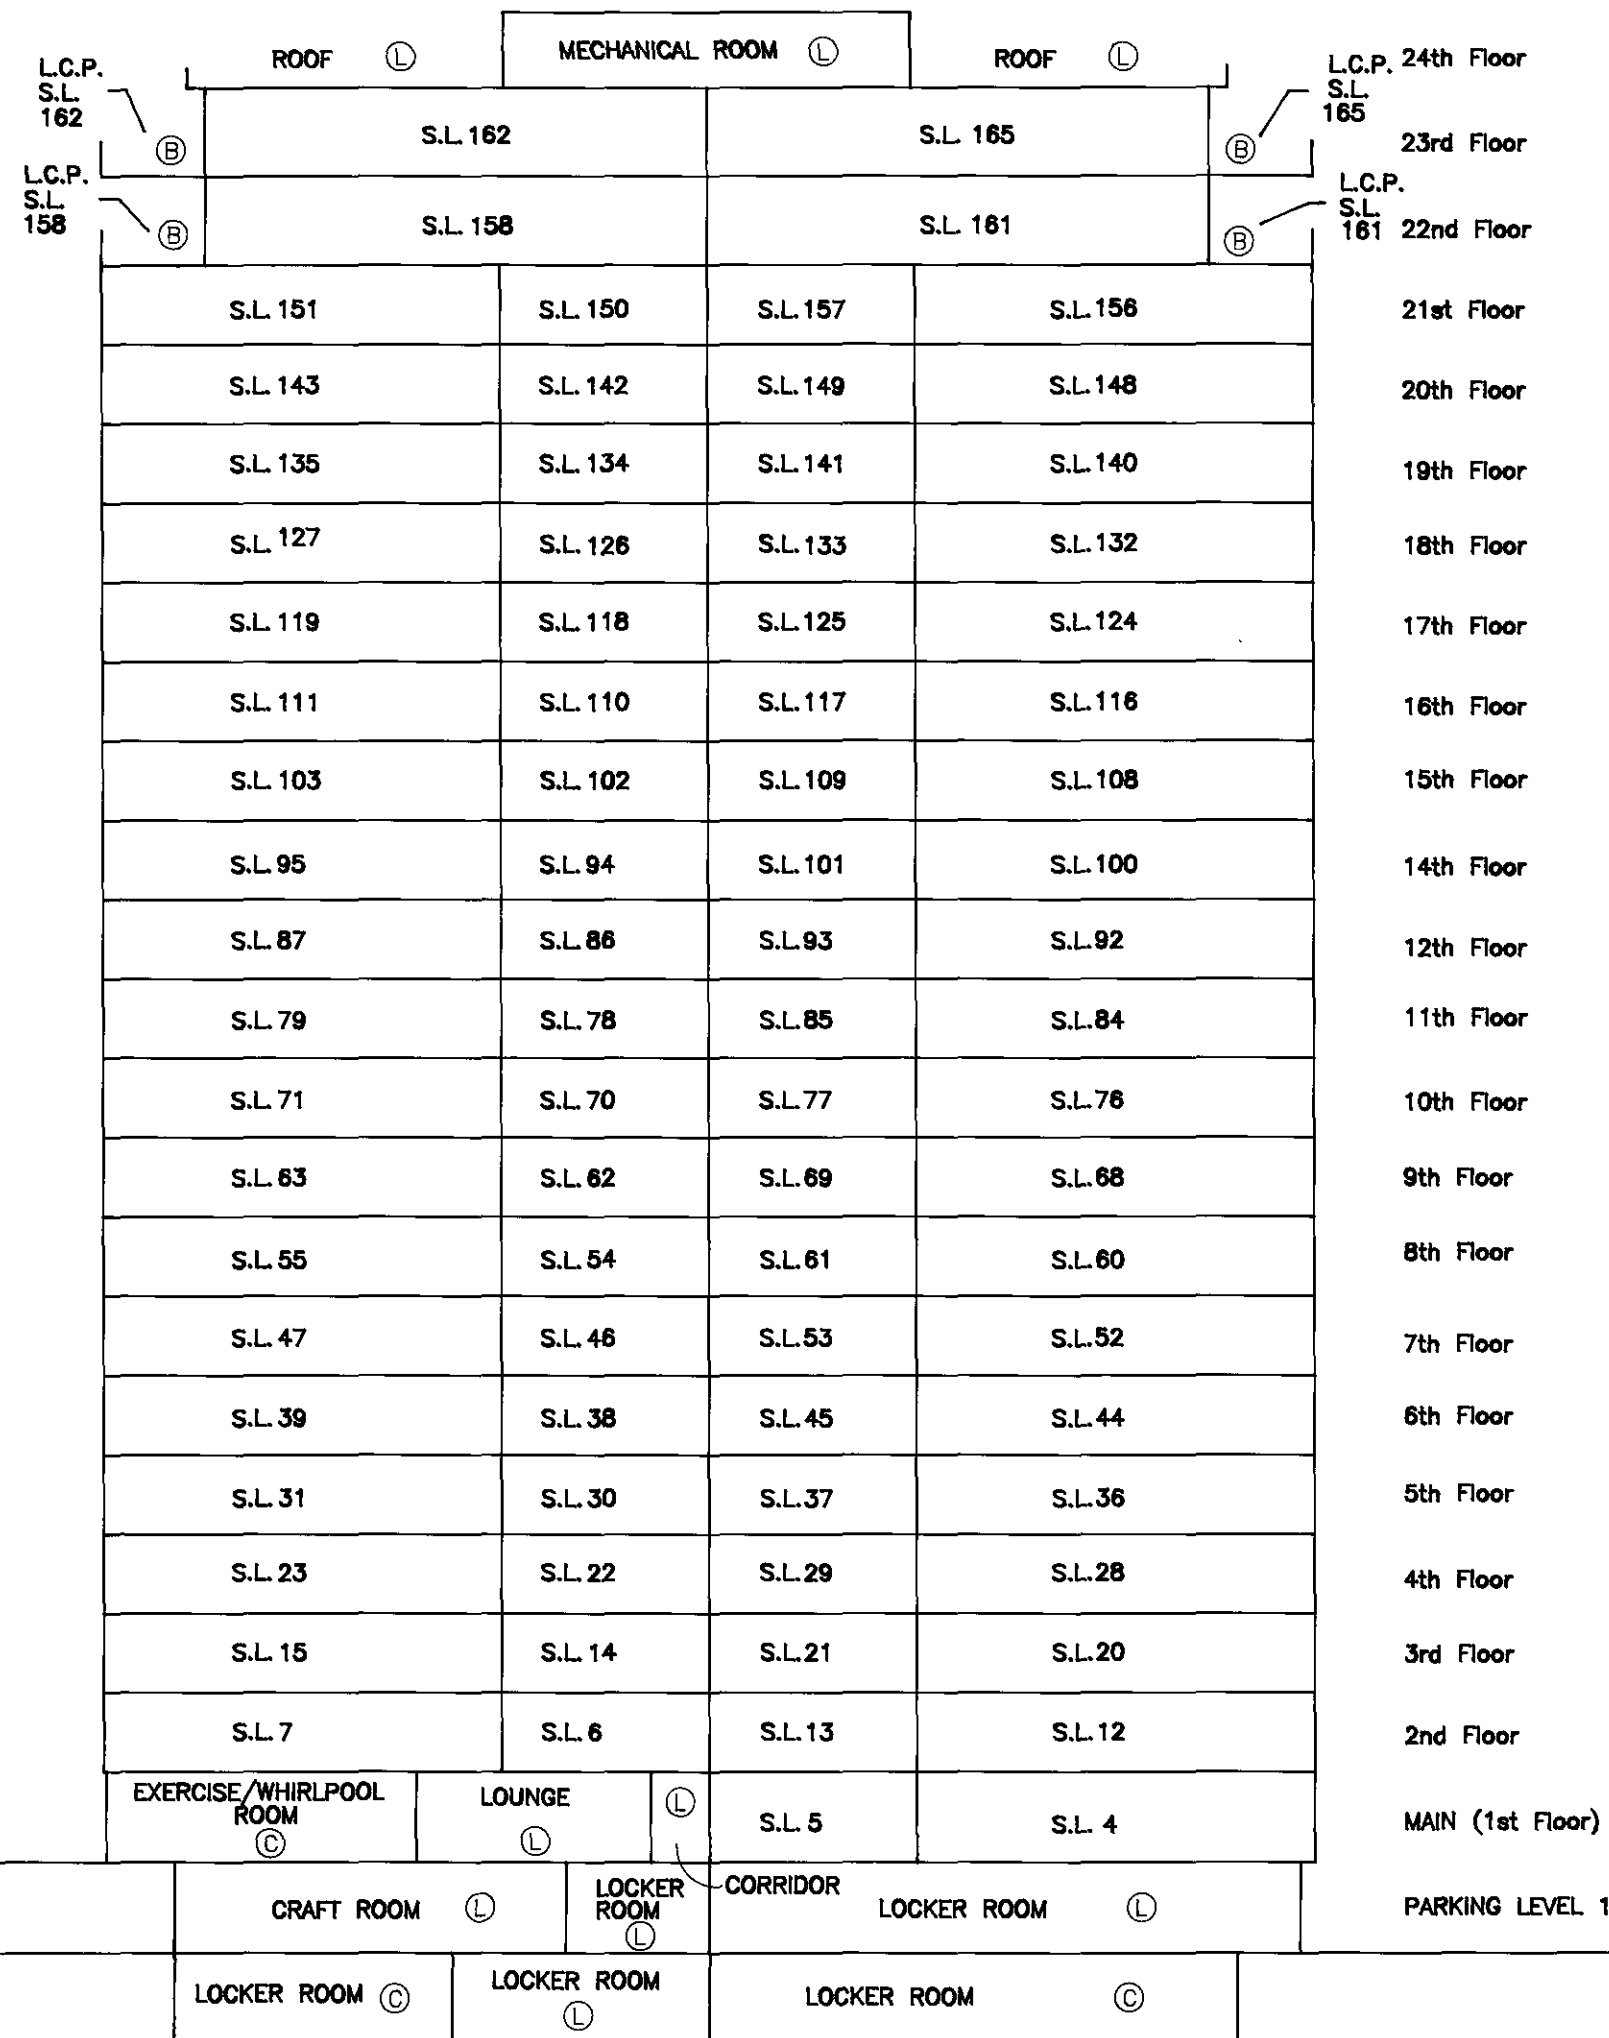 ROOF Ⓛ MECHANICAL ROOM Ⓛ ROOF Ⓛ 24th Floor
L.C.P.
S.L.
162
L.C.P.
S.L.
165
Ⓑ S.L. 162 S.L. 165 Ⓑ 23rd Floor
L.C.P.
S.L.
158
L.C.P.
S.L.
161
Ⓑ S.L. 158 S.L. 161 Ⓑ 22nd Floor
S.L. 151 S.L. 150 S.L. 157 S.L. 156 21st Floor
S.L. 143 S.L. 142 S.L. 149 S.L. 148 20th Floor
S.L. 135 S.L. 134 S.L. 141 S.L. 140 19th Floor
S.L. 127 S.L. 126 S.L. 133 S.L. 132 18th Floor
S.L. 119 S.L. 118 S.L. 125 S.L. 124 17th Floor
S.L. 111 S.L. 110 S.L. 117 S.L. 116 16th Floor
S.L. 103 S.L. 102 S.L. 109 S.L. 108 15th Floor
S.L. 95 S.L. 94 S.L. 101 S.L. 100 14th Floor
S.L. 87 S.L. 86 S.L. 93 S.L. 92 12th Floor
S.L. 79 S.L. 78 S.L. 85 S.L. 84 11th Floor
S.L. 71 S.L. 70 S.L. 77 S.L. 76 10th Floor
S.L. 63 S.L. 62 S.L. 69 S.L. 68 9th Floor
S.L. 55 S.L. 54 S.L. 61 S.L. 60 8th Floor
S.L. 47 S.L. 46 S.L. 53 S.L. 52 7th Floor
S.L. 39 S.L. 38 S.L. 45 S.L. 44 6th Floor
S.L. 31 S.L. 30 S.L. 37 S.L. 36 5th Floor
S.L. 23 S.L. 22 S.L. 29 S.L. 28 4th Floor
S.L. 15 S.L. 14 S.L. 21 S.L. 20 3rd Floor
S.L. 7 S.L. 6 S.L. 13 S.L. 12 2nd Floor
EXERCISE/WHIRLPOOL
ROOM
Ⓒ
LOUNGE
Ⓛ
Ⓛ
S.L. 5 S.L. 4 MAIN (1st Floor)
CORRIDOR
CRAFT ROOM Ⓛ
LOCKER
ROOM
Ⓛ
LOCKER ROOM Ⓛ PARKING LEVEL 1
LOCKER ROOM Ⓒ
LOCKER ROOM
Ⓛ
LOCKER ROOM Ⓒ